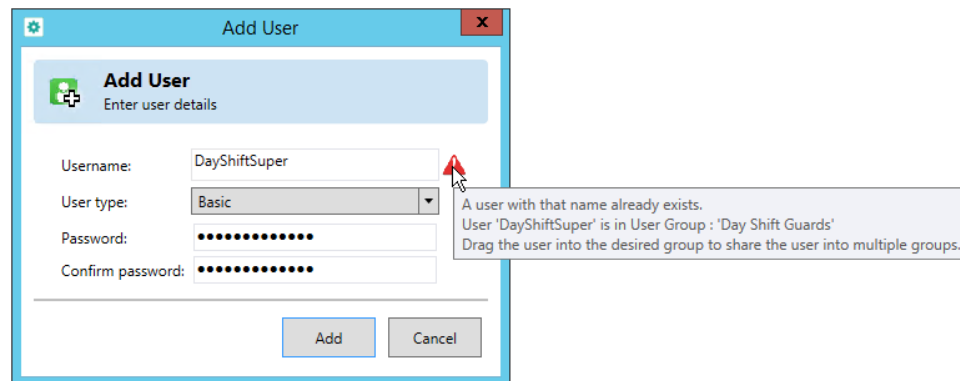 Add User
x
Add User
Enter user details
Username:
DayShiftSuper
User type:
Basic
A user with that name already exists.
User 'DayShiftSuper' is in User Group : 'Day Shift Guards'
Drag the user into the desired group to share the user into multiple groups.
Password:
●●●●●●●●●●●●●
Confirm password:
●●●●●●●●●●●●●
Add
Cancel